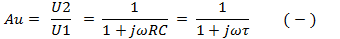 Au = U2/U1 = 1/(1 + jωRC) = 1/(1 + jωτ) (−)